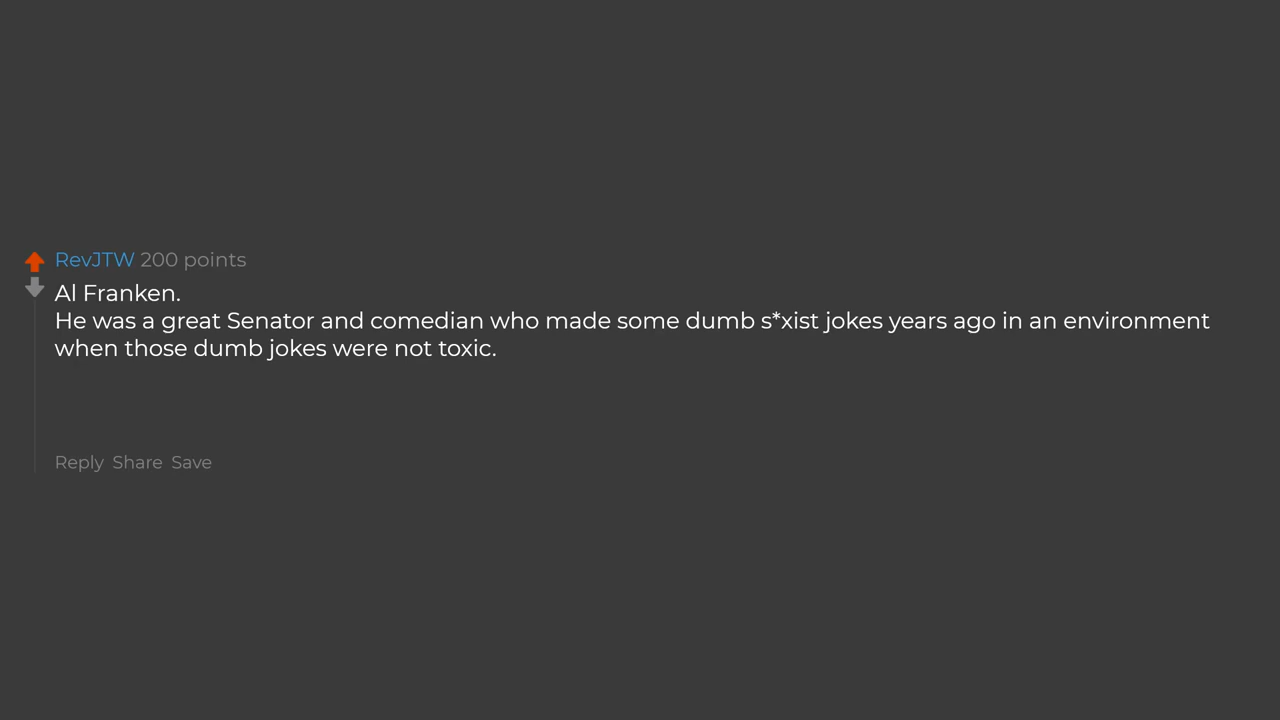 RevJTW 200 points
Al Franken.
He was a great Senator and comedian who made some dumb s*xist jokes years ago in an environment
when those dumb jokes were not toxic.
Reply Share Save